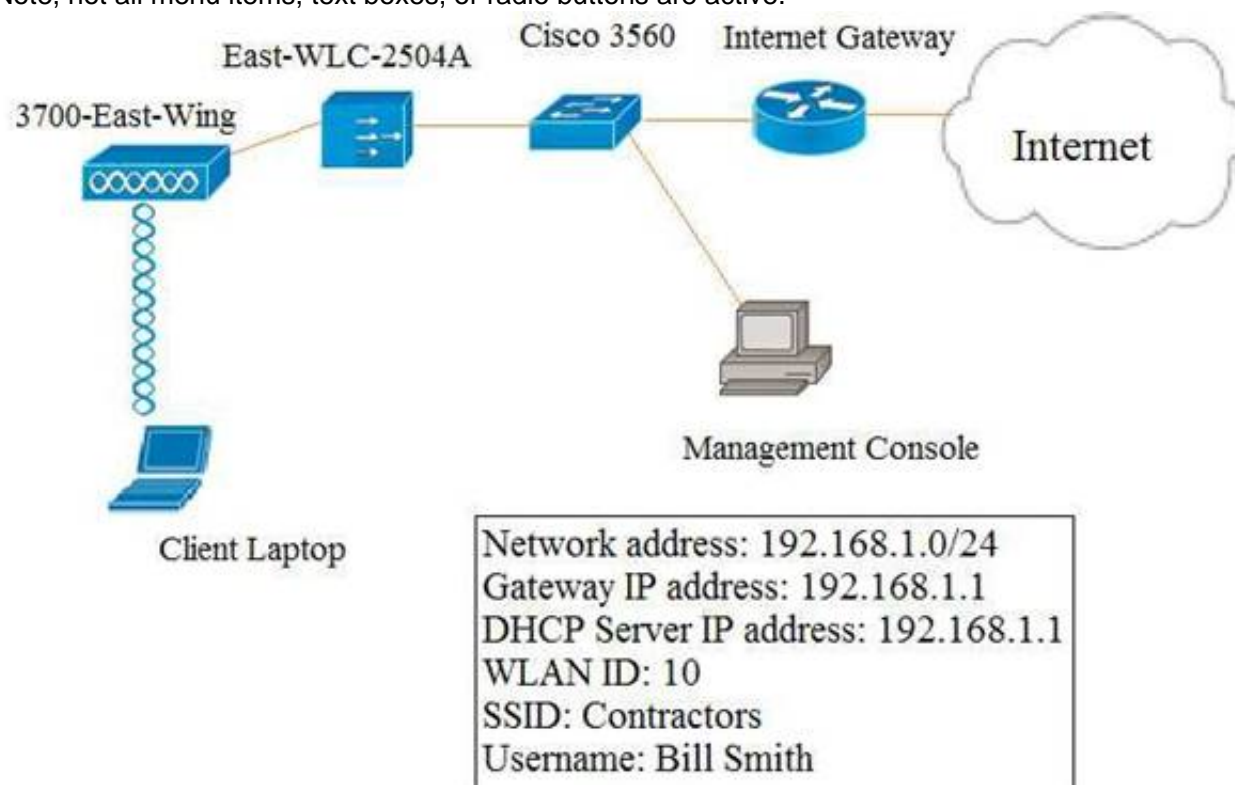 Note, not all menu items, text boxes, or radio buttons are active.
Cisco 3560
Internet Gateway
East-WLC-2504A
3700-East-Wing
Internet
Management Console
Client Laptop
Network address: 192.168.1.0/24
Gateway IP address: 192.168.1.1
DHCP Server IP address: 192.168.1.1
WLAN ID: 10
SSID: Contractors
Username: Bill Smith